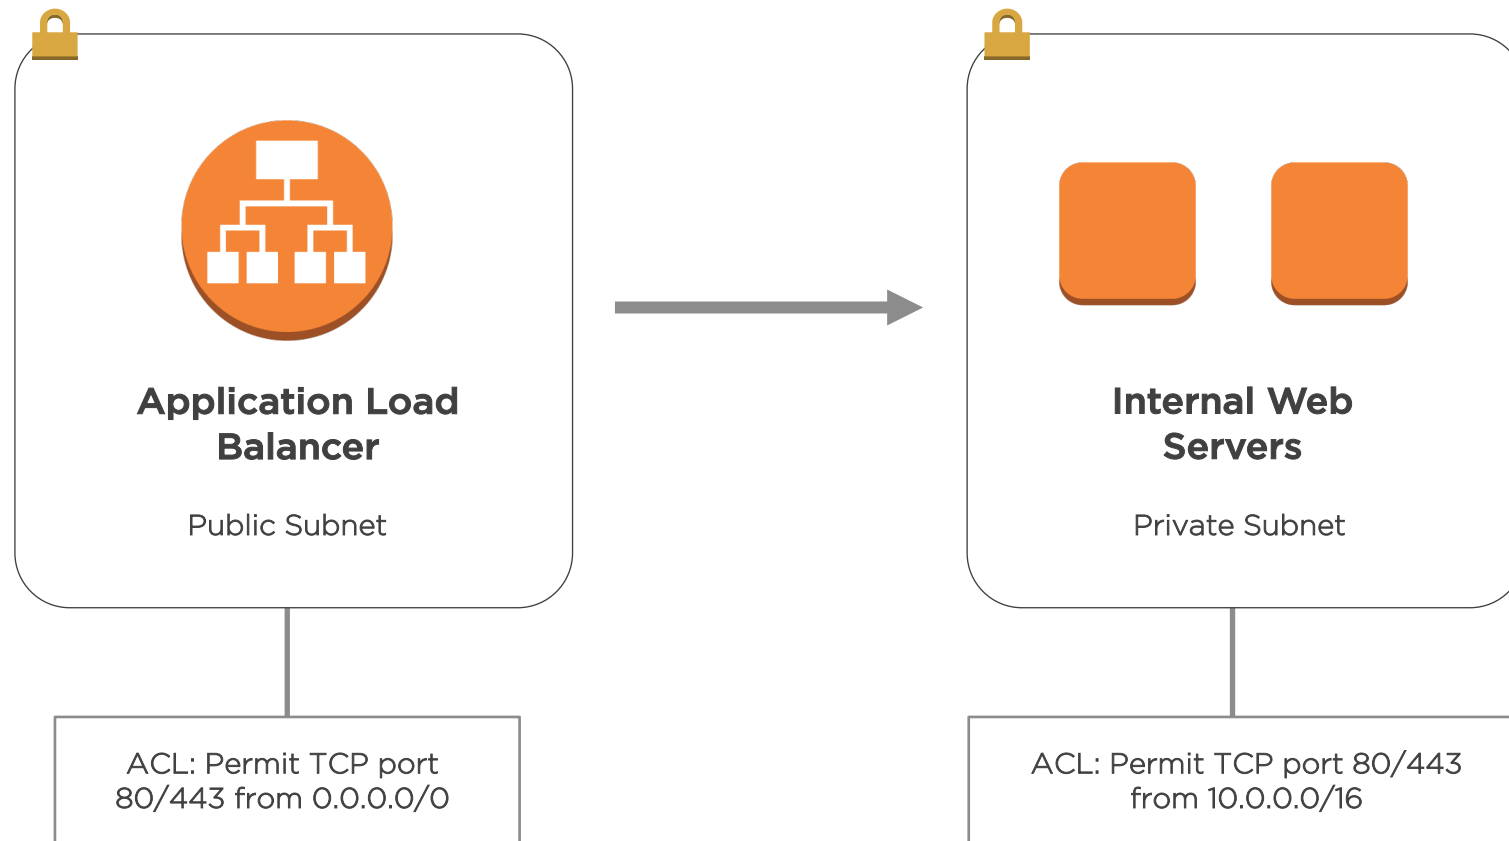 Application Load
Balancer
Public Subnet
ACL: Permit TCP port
80/443 from 0.0.0.0/0
Internal Web
Servers
Private Subnet
ACL: Permit TCP port 80/443
from 10.0.0.0/16